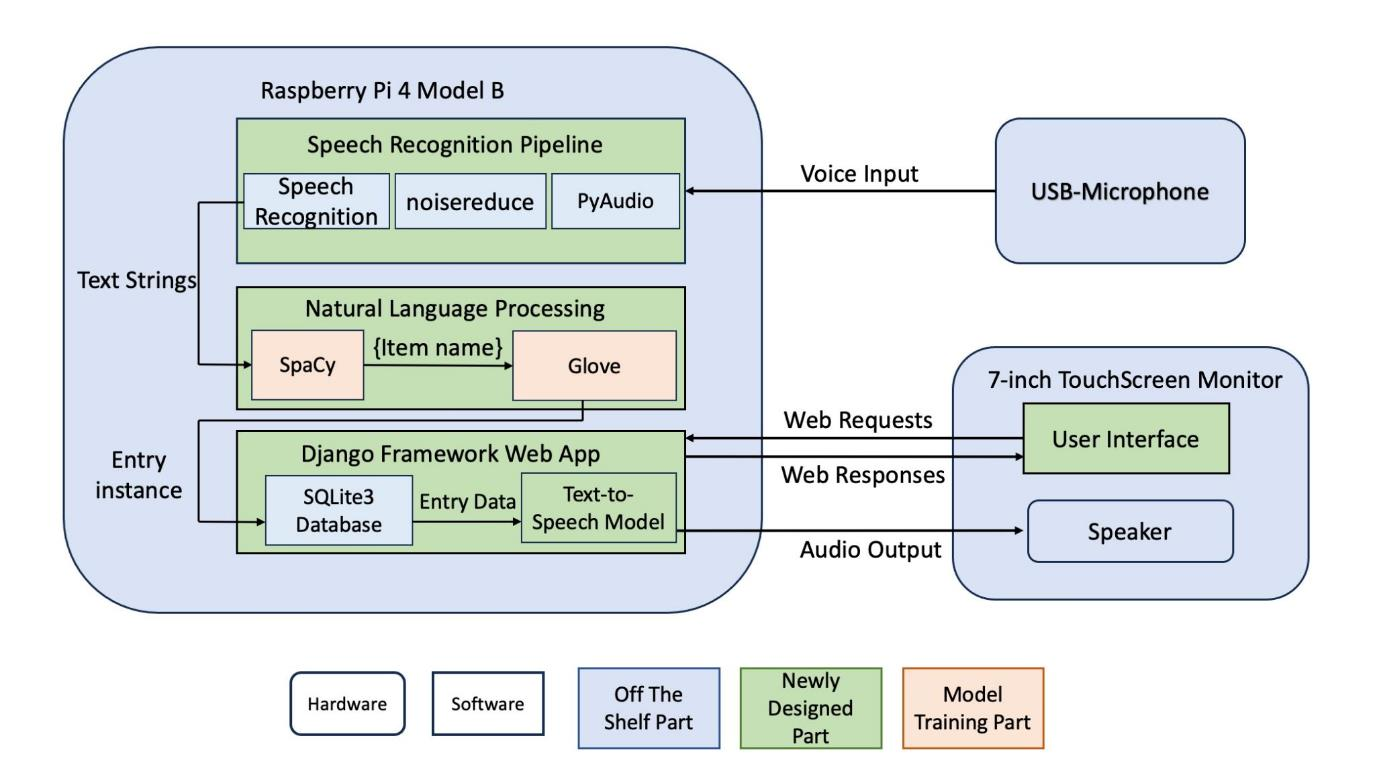 Raspberry Pi 4 Model B
Speech Recognition Pipeline
Speech
Recognition
noisereduce
PyAudio
Voice Input
USB-Microphone
Text Strings
Natural Language Processing
SpaCy
{Item name}
Glove
7-inch TouchScreen Monitor
Web Requests
User Interface
Web Responses
Entry
instance
Django Framework Web App
SQLite3
Database
Entry Data
Text-to-
Speech Model
Speaker
Audio Output
Hardware
Software
Off The
Shelf Part
Newly
Designed
Part
Model
Training Part